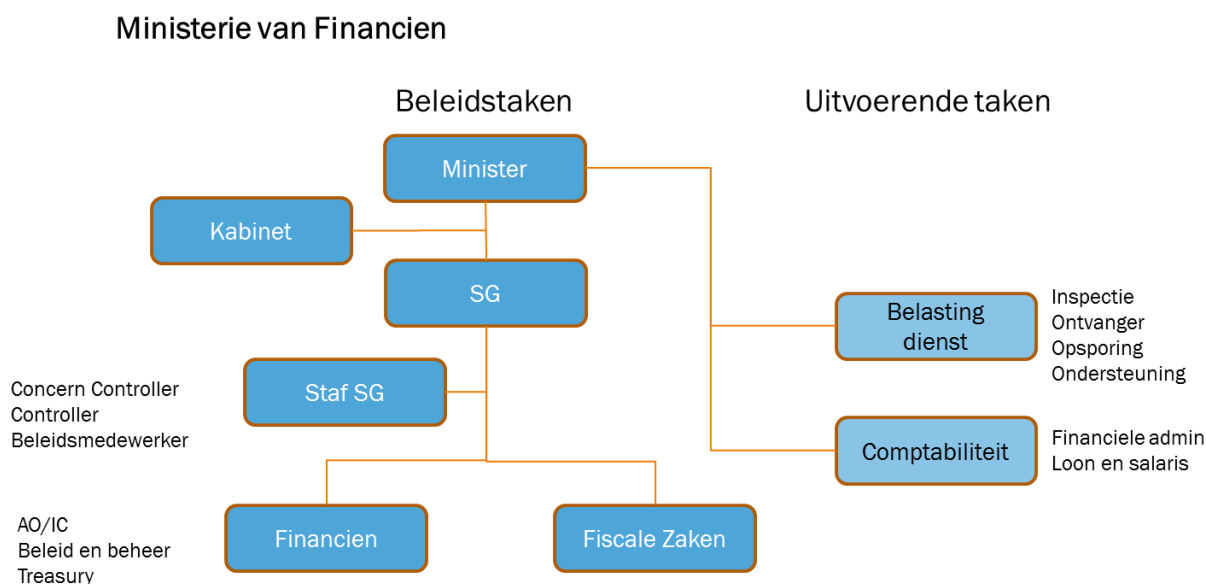 Ministerie van Financien
Beleidstaken
Uitvoerende taken
Minister
Kabinet
SG
Belasting
dienst
Inspectie
Ontvanger
Opsporing
Ondersteuning
Staf SG
Concern Controller
Controller
Beleidsmedewerker
Comptabiliteit
Financiele admin
Loon en salaris
Financien
Fiscale Zaken
AO/IC
Beleid en beheer
Treasury